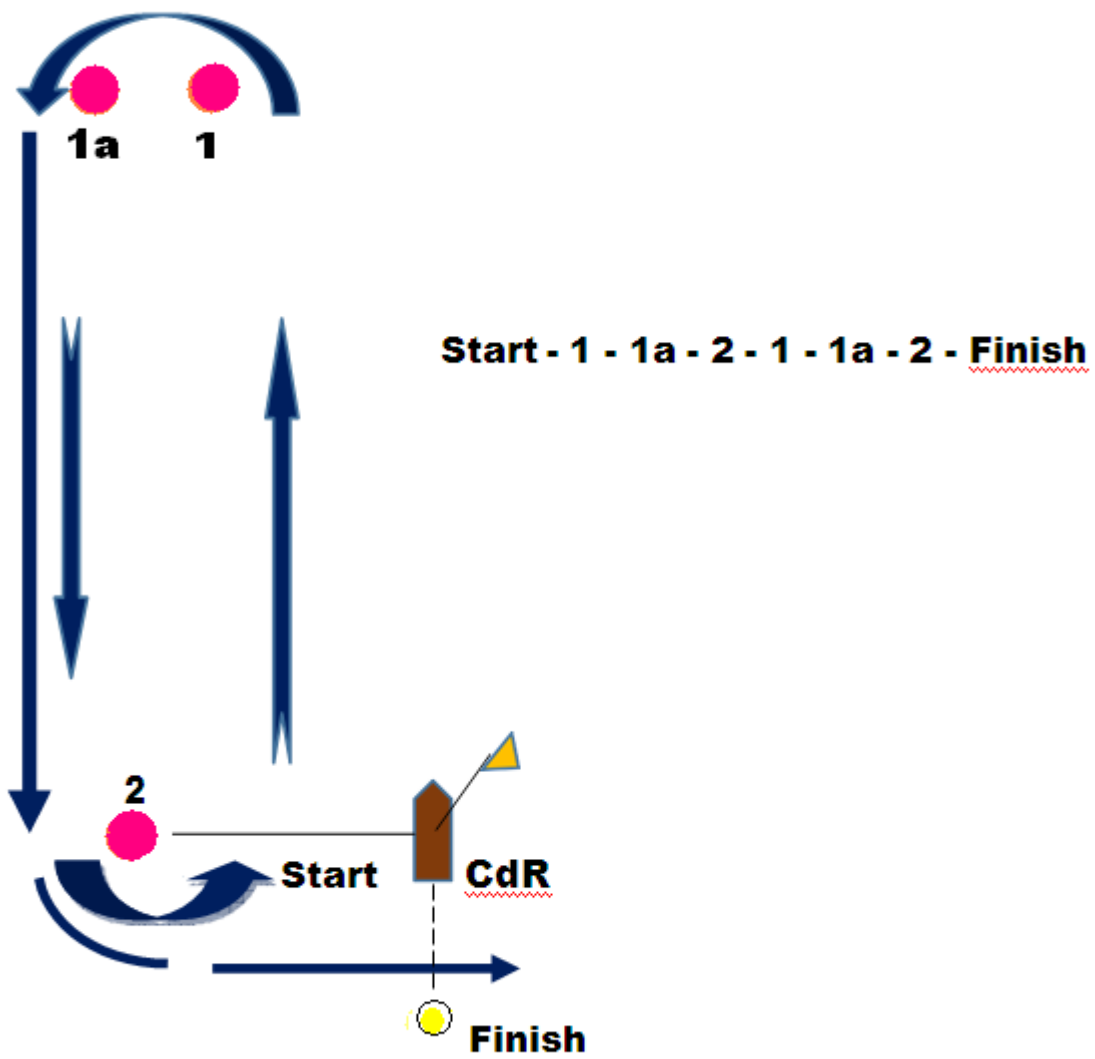 1a 1
Start - 1 - 1a - 2 - 1 - 1a - 2 - Finish
2
Start CdR
Finish